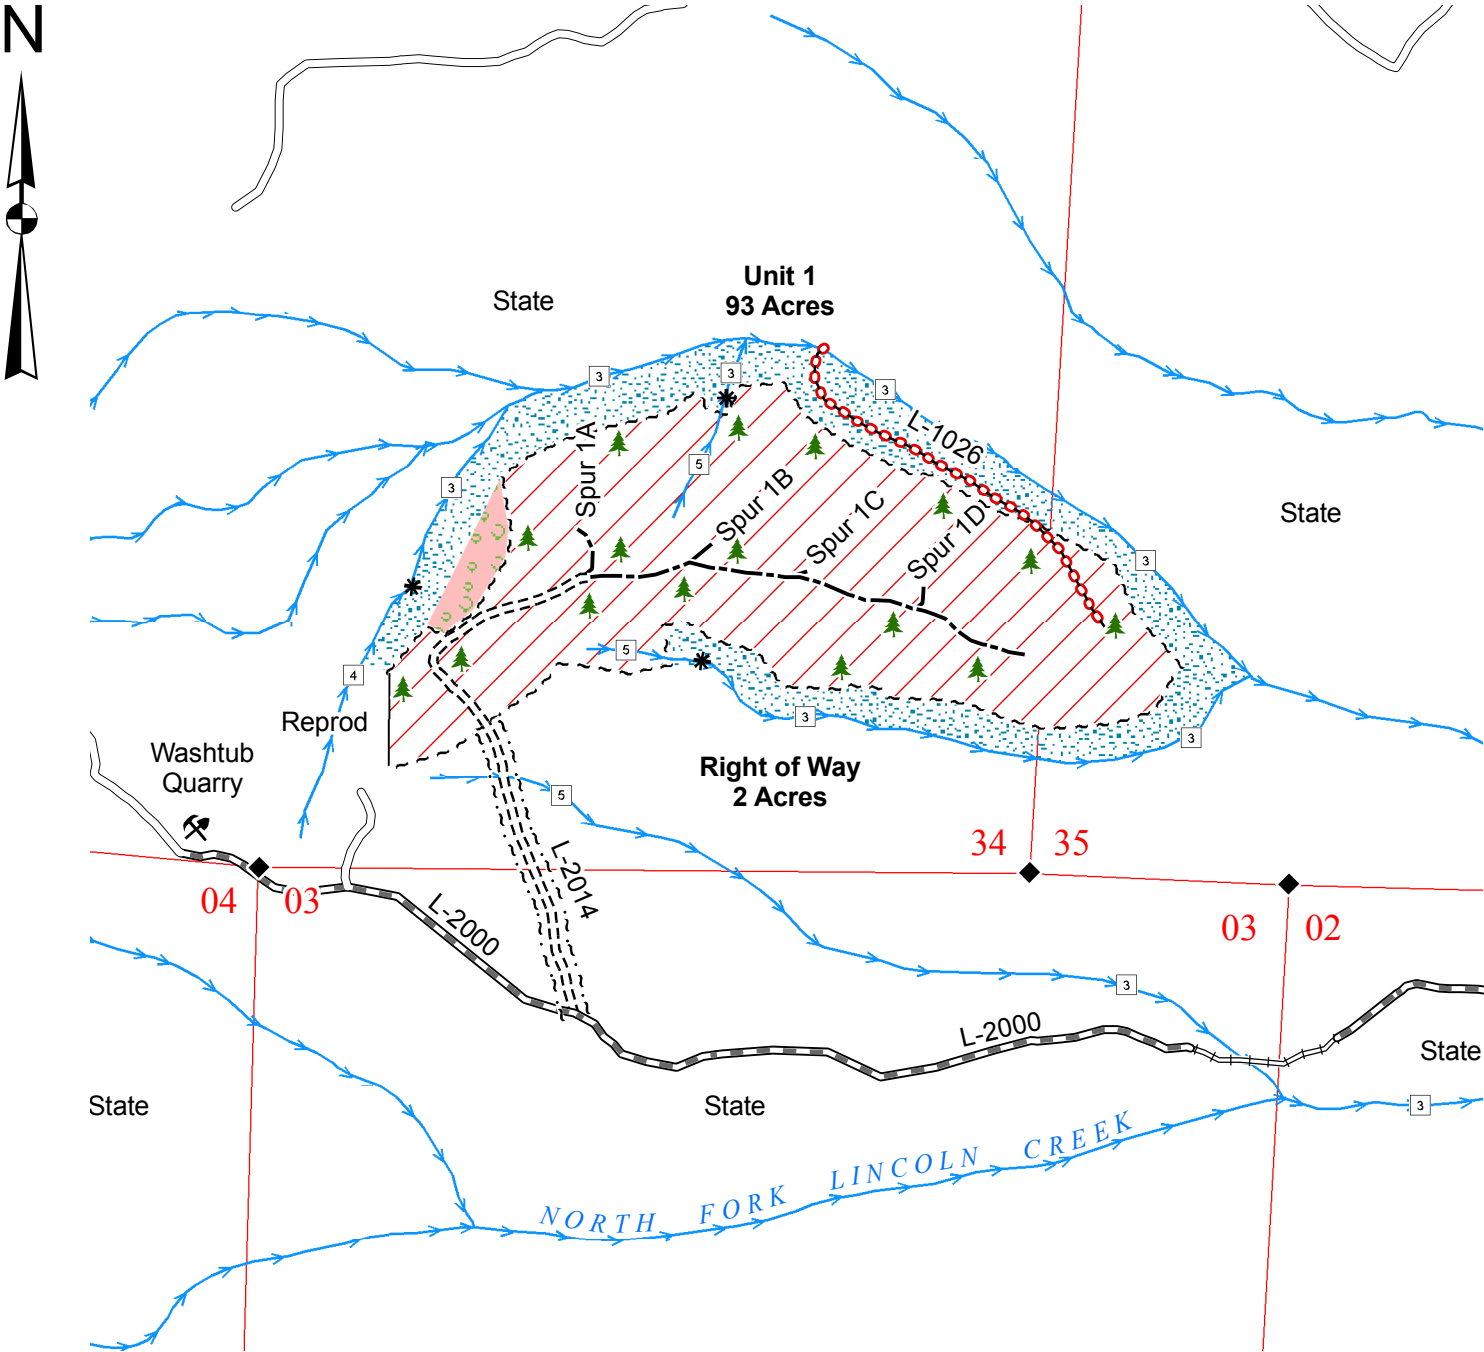 N
Unit 1
93 Acres
State
3
3
3
L-1026
Spur 1A
5
Spur 1B
3
Spur 1C
Spur 1D
State
3
5
4
Reprod
3
3
Washtub
Quarry
Right of Way
2 Acres
5
34 35
L-2014
04 03
L-2000
03 02
3
L-2000
State
State
State
3
NORTH FORK LINCOLN CREEK